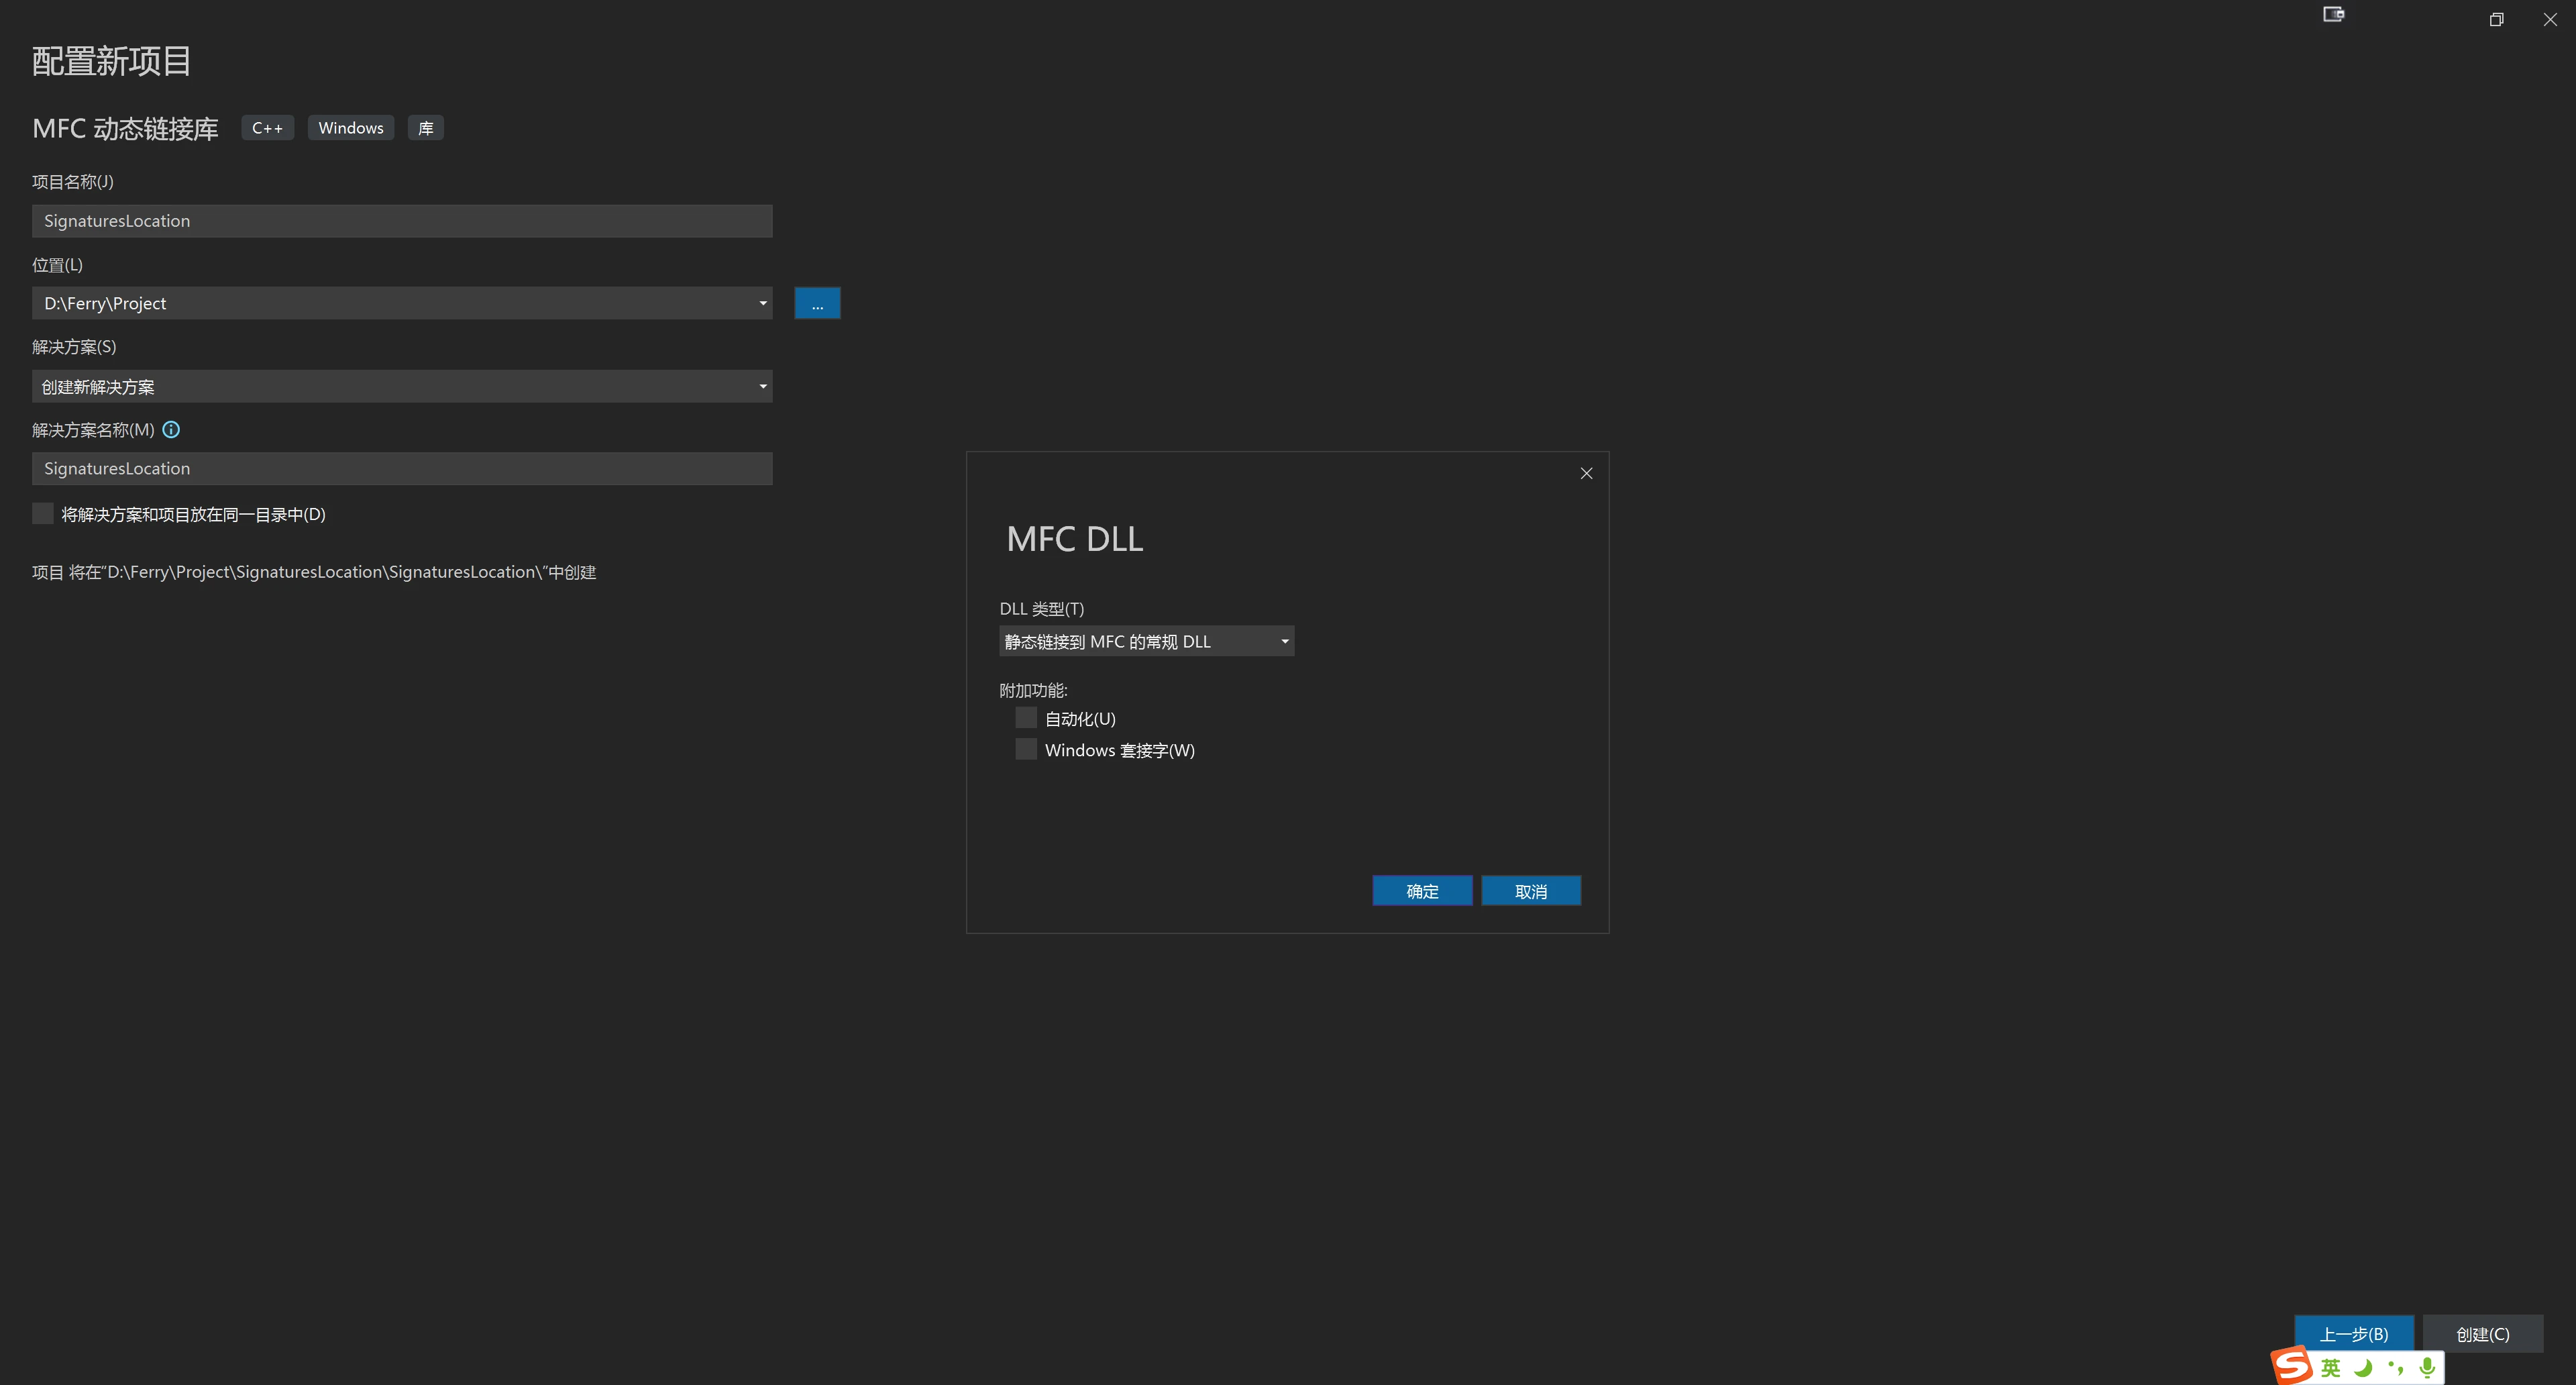 配置新项目
MFC 动态链接库 C++ Windows 库
项目名称(J)
SignaturesLocation
位置(L)
D:\Ferry\Project
...
解决方案(S)
创建新解决方案
解决方案名称(M)
SignaturesLocation
将解决方案和项目放在同一目录中(D)
项目 将在“D:\Ferry\Project\SignaturesLocation\SignaturesLocation\”中创建
MFC DLL
DLL 类型(T)
静态链接到 MFC 的常规 DLL
附加功能:
自动化(U)
Windows 套接字(W)
确定 取消
上一步(B) 创建(C)
英